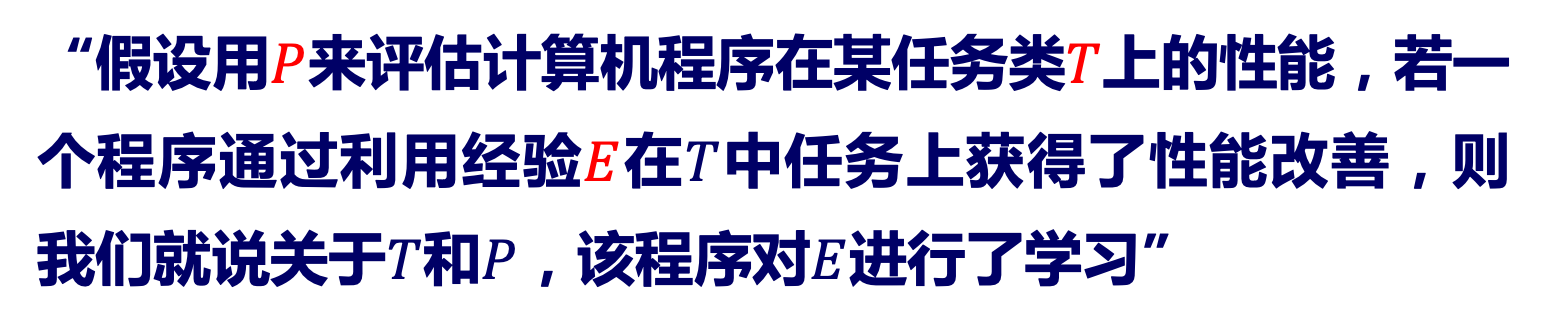 “假设用P来评估计算机程序在某任务类T上的性能，若一
个程序通过利用经验E在T中任务上获得了性能改善，则
我们就说关于T和P，该程序对E进行了学习”